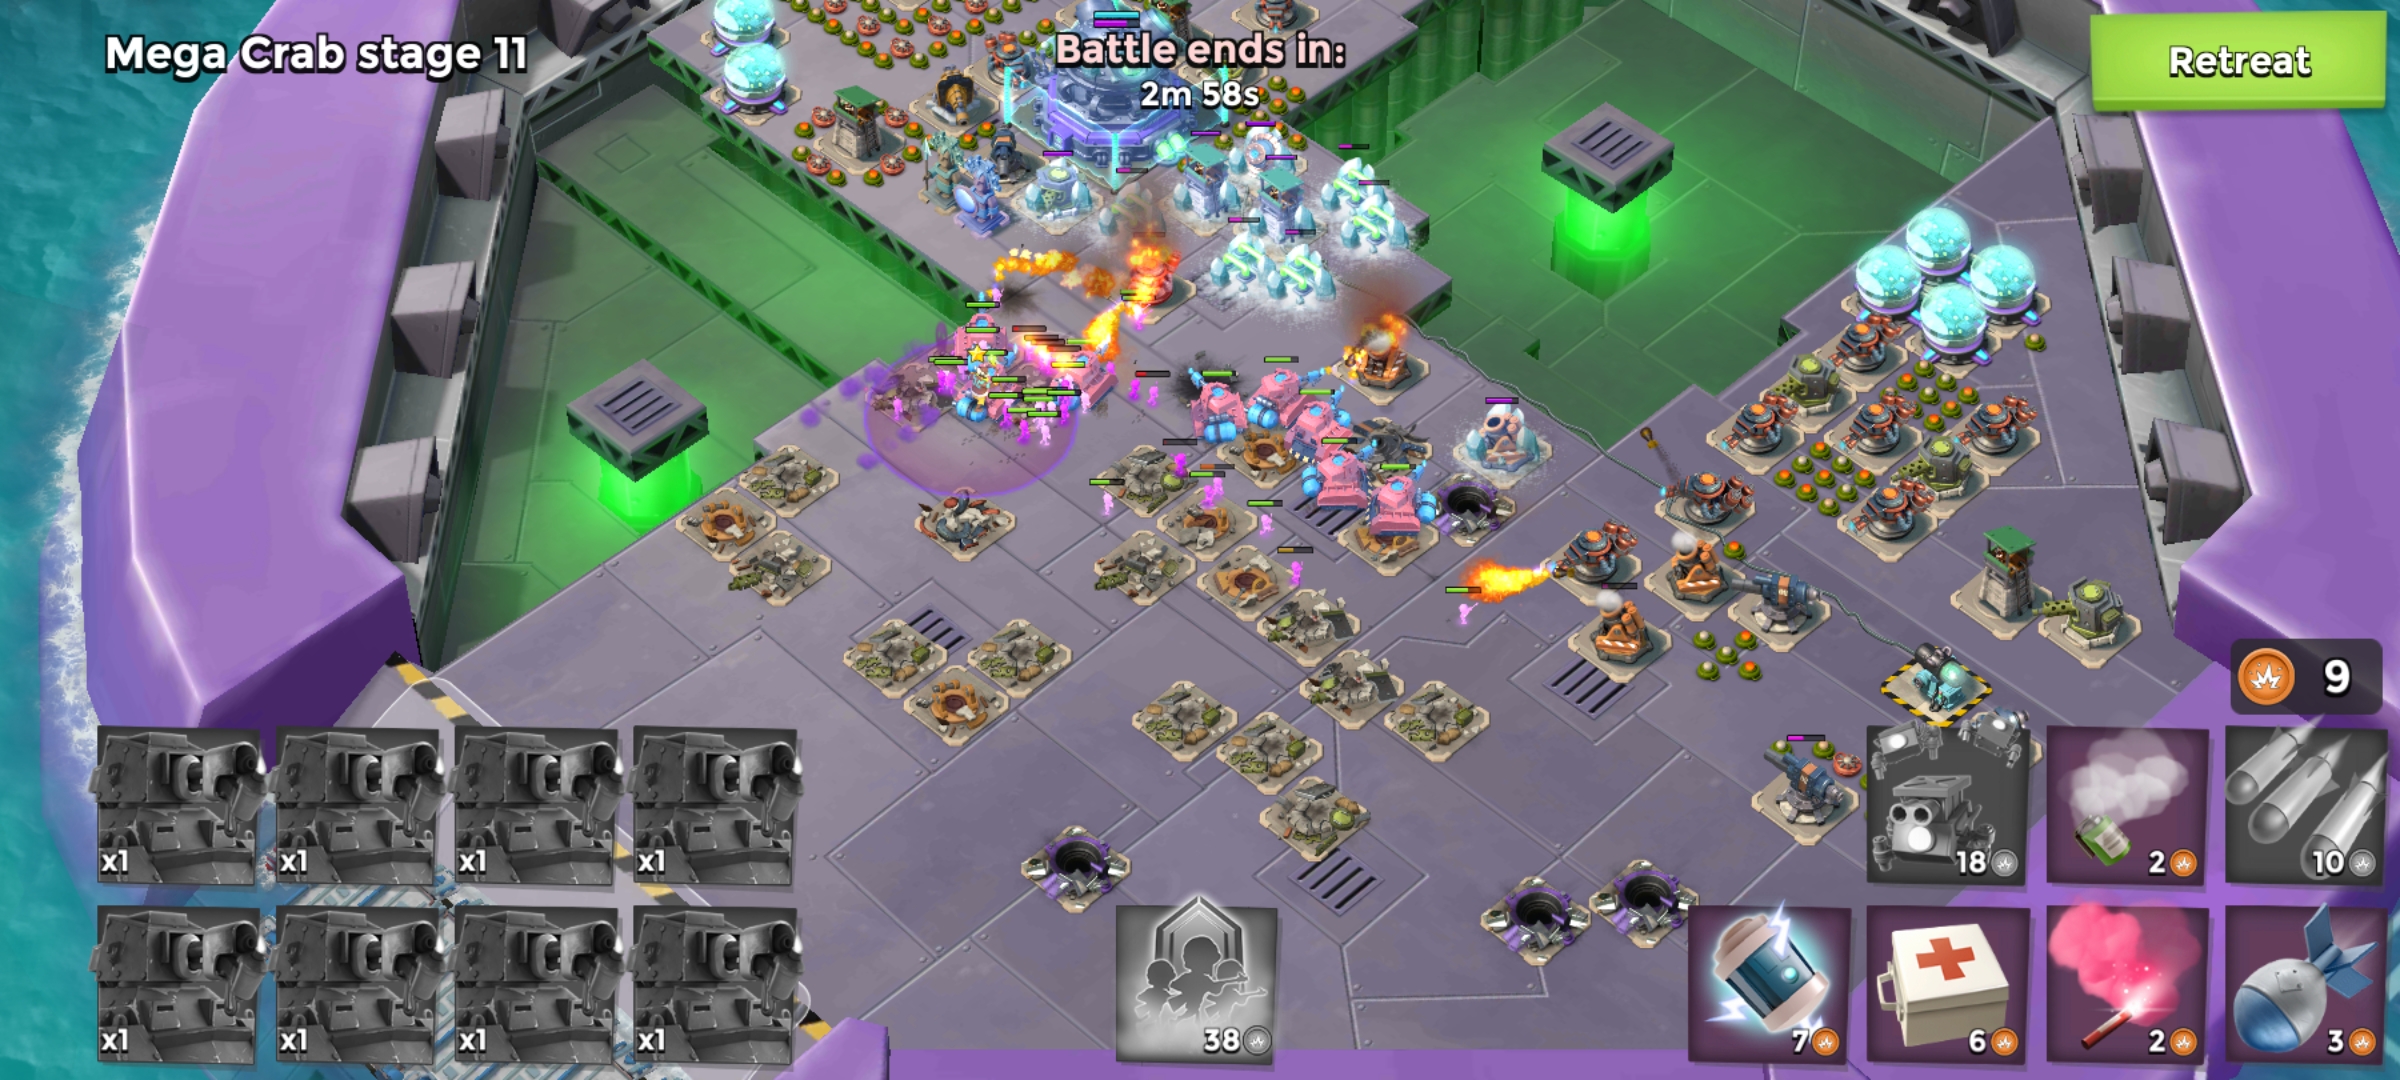 Mega Crab stage 11
Battle ends in:
2m 58s
Retreat
9
x1
x1
x1
x1
18
2
10
x1
x1
x1
x1
38
7
6
2
3